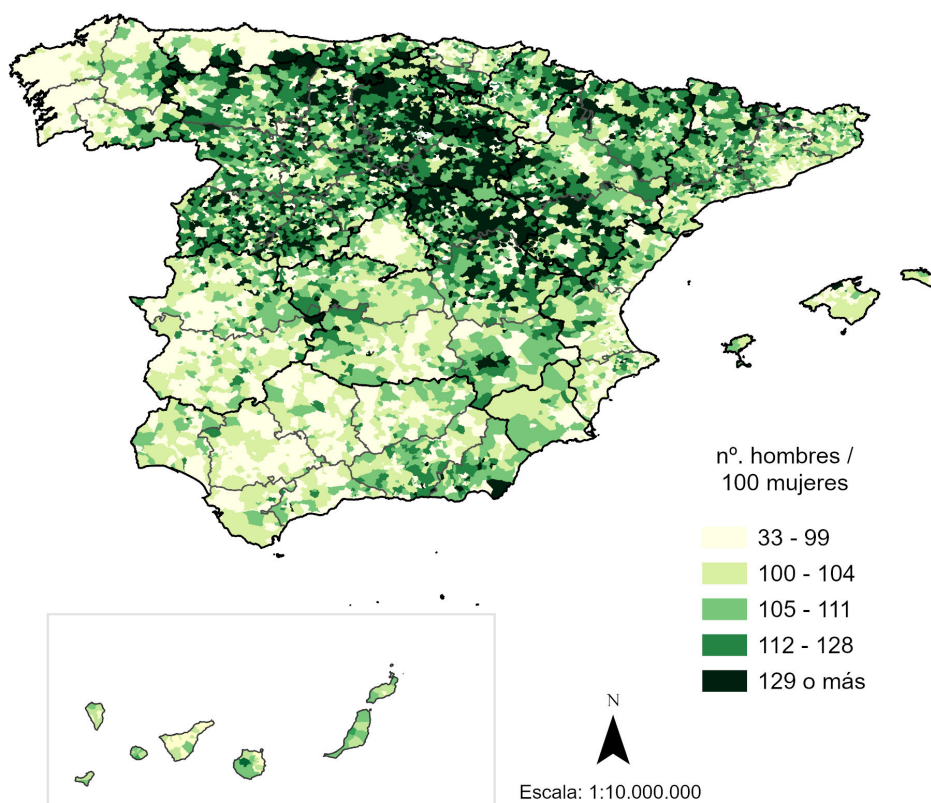 nº. hombres /
100 mujeres
33 - 99
100 - 104
105 - 111
112 - 128
129 o más
N
Escala: 1:10.000.000